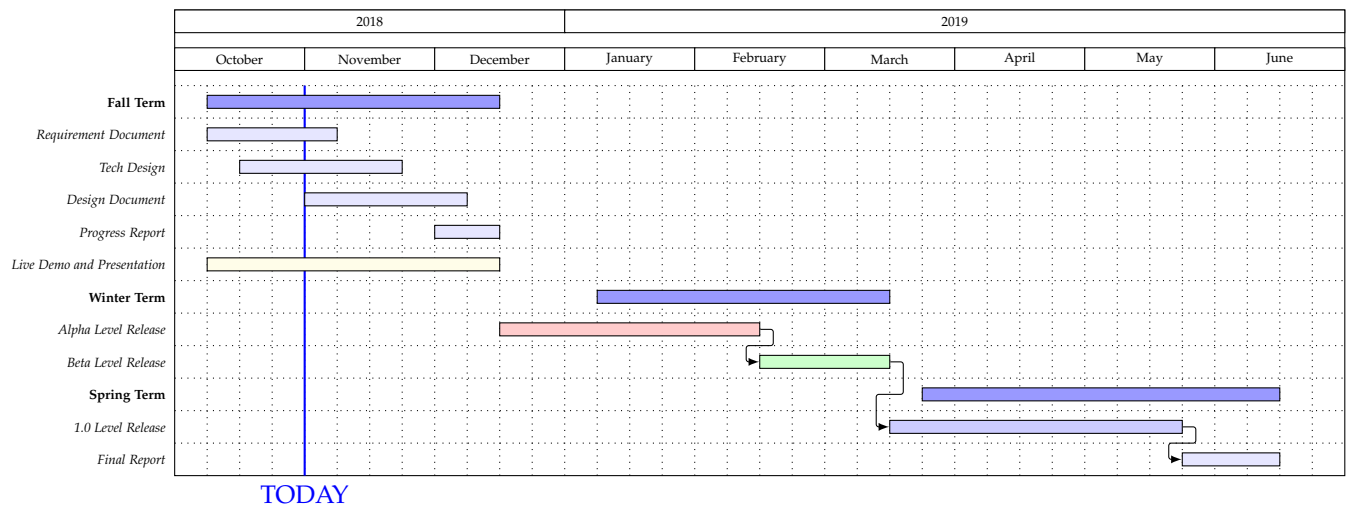 2018 2019
October November December January February March April May June
Fall Term
Requirement Document
Tech Design
Design Document
Progress Report
Live Demo and Presentation
Winter Term
Alpha Level Release
Beta Level Release
Spring Term
1.0 Level Release
Final Report
TODAY